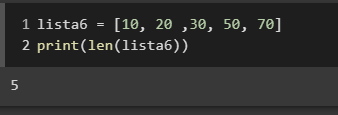 1 lista6 = [10, 20 ,30, 50, 70]
2 print(len(lista6))
5